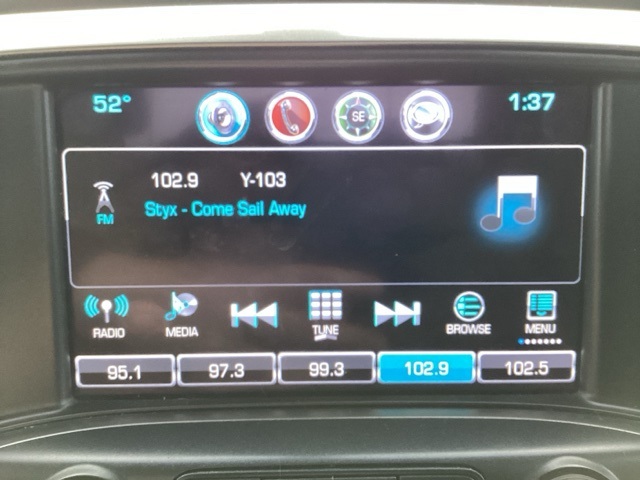 52° SE 1:37
102.9 Y-103
FM Styx - Come Sail Away
RADIO MEDIA TUNE BROWSE MENU
95.1 97.3 99.3 102.9 102.5